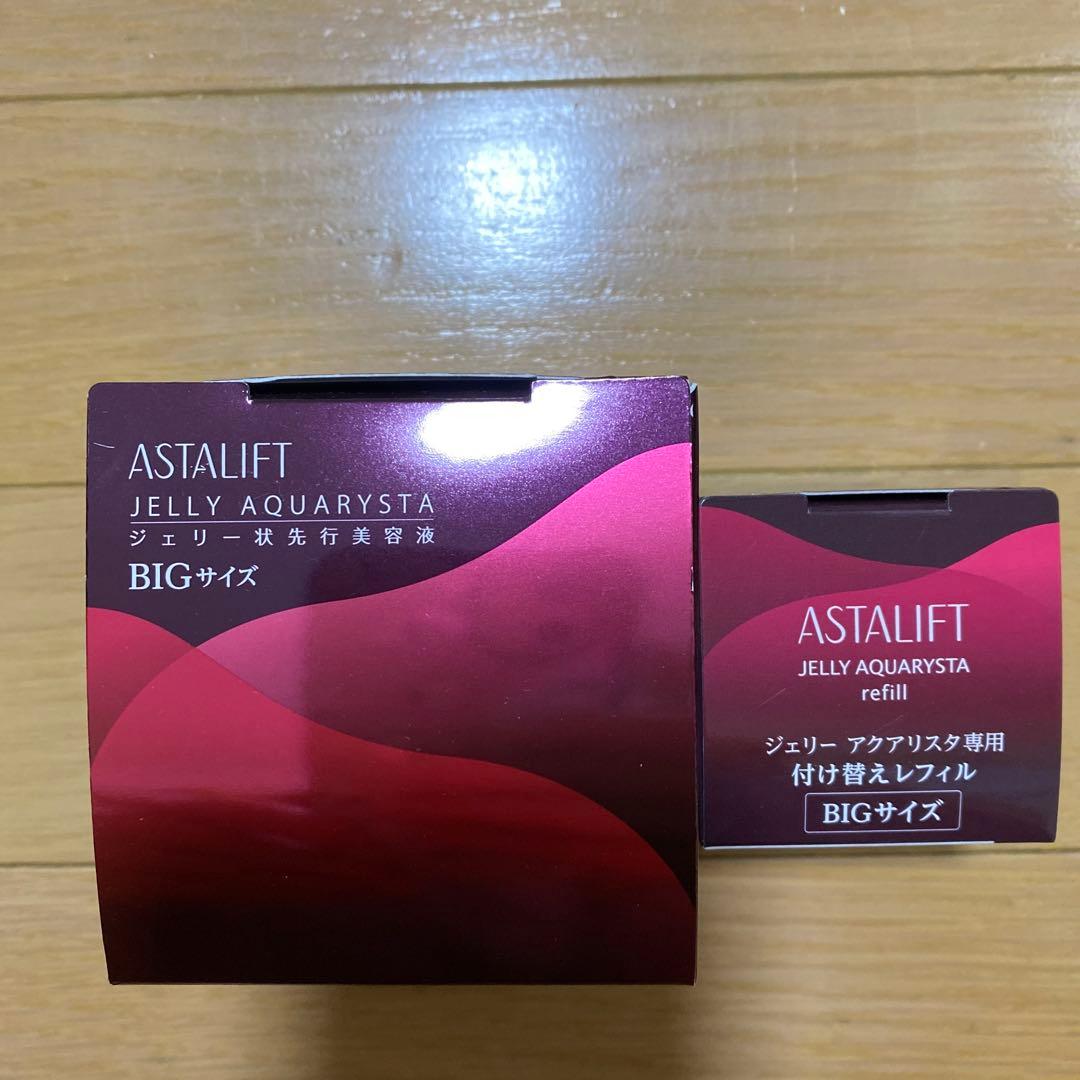 ASTALIFT
JELLY AQUARYSTA
ジェリー状先行美容液
BIGサイズ
ASTALIFT
JELLY AQUARYSTA
refill
ジェリー アクアリスタ専用
付け替えレフィル
BIGサイズ